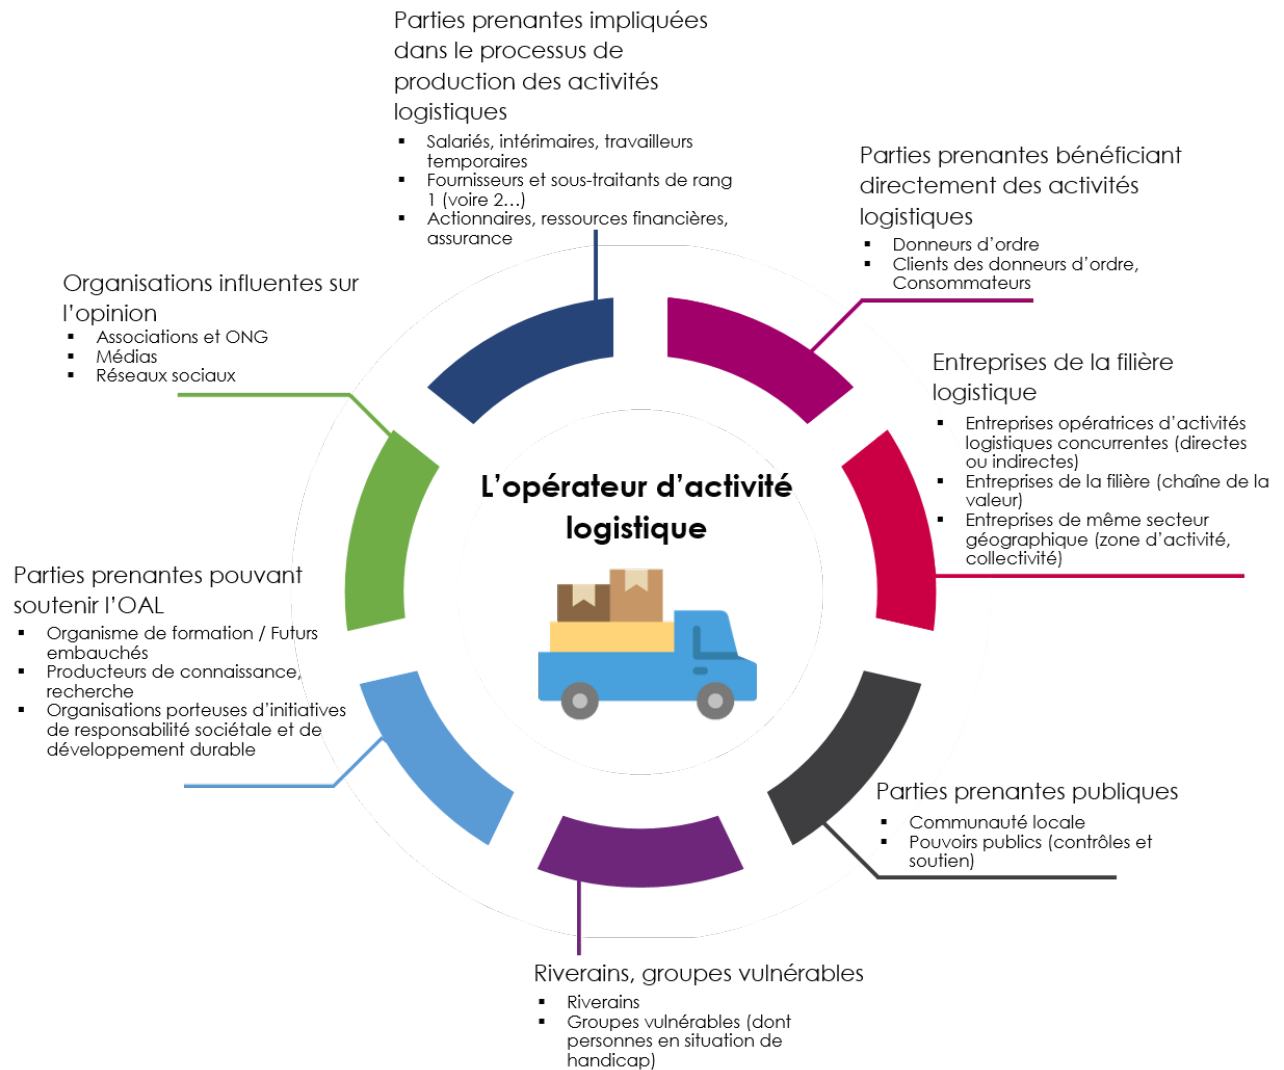 Parties prenantes impliquées
dans le processus de
production des activités
logistiques
▪ Salariés, intérimaires, travailleurs
temporaires
▪ Fournisseurs et sous-traitants de rang
1 (voire 2…)
▪ Actionnaires, ressources financières,
assurance
Parties prenantes bénéficiant
directement des activités
logistiques
▪ Donneurs d’ordre
▪ Clients des donneurs d’ordre,
Consommateurs
Organisations influentes sur
l’opinion
▪ Associations et ONG
▪ Médias
▪ Réseaux sociaux
Entreprises de la filière
logistique
▪ Entreprises opératrices d’activités
logistiques concurrentes (directes
ou indirectes)
▪ Entreprises de la filière (chaîne de la
valeur)
▪ Entreprises de même secteur
géographique (zone d’activité,
collectivité)
L’opérateur d’activité
logistique
Parties prenantes pouvant
soutenir l’OAL
▪ Organisme de formation / Futurs
embauchés
▪ Producteurs de connaissance,
recherche
▪ Organisations porteuses d’initiatives
de responsabilité sociétale et de
développement durable
Parties prenantes publiques
▪ Communauté locale
▪ Pouvoirs publics (contrôles et
soutien)
Riverains, groupes vulnérables
▪ Riverains
▪ Groupes vulnérables (dont
personnes en situation de
handicap)